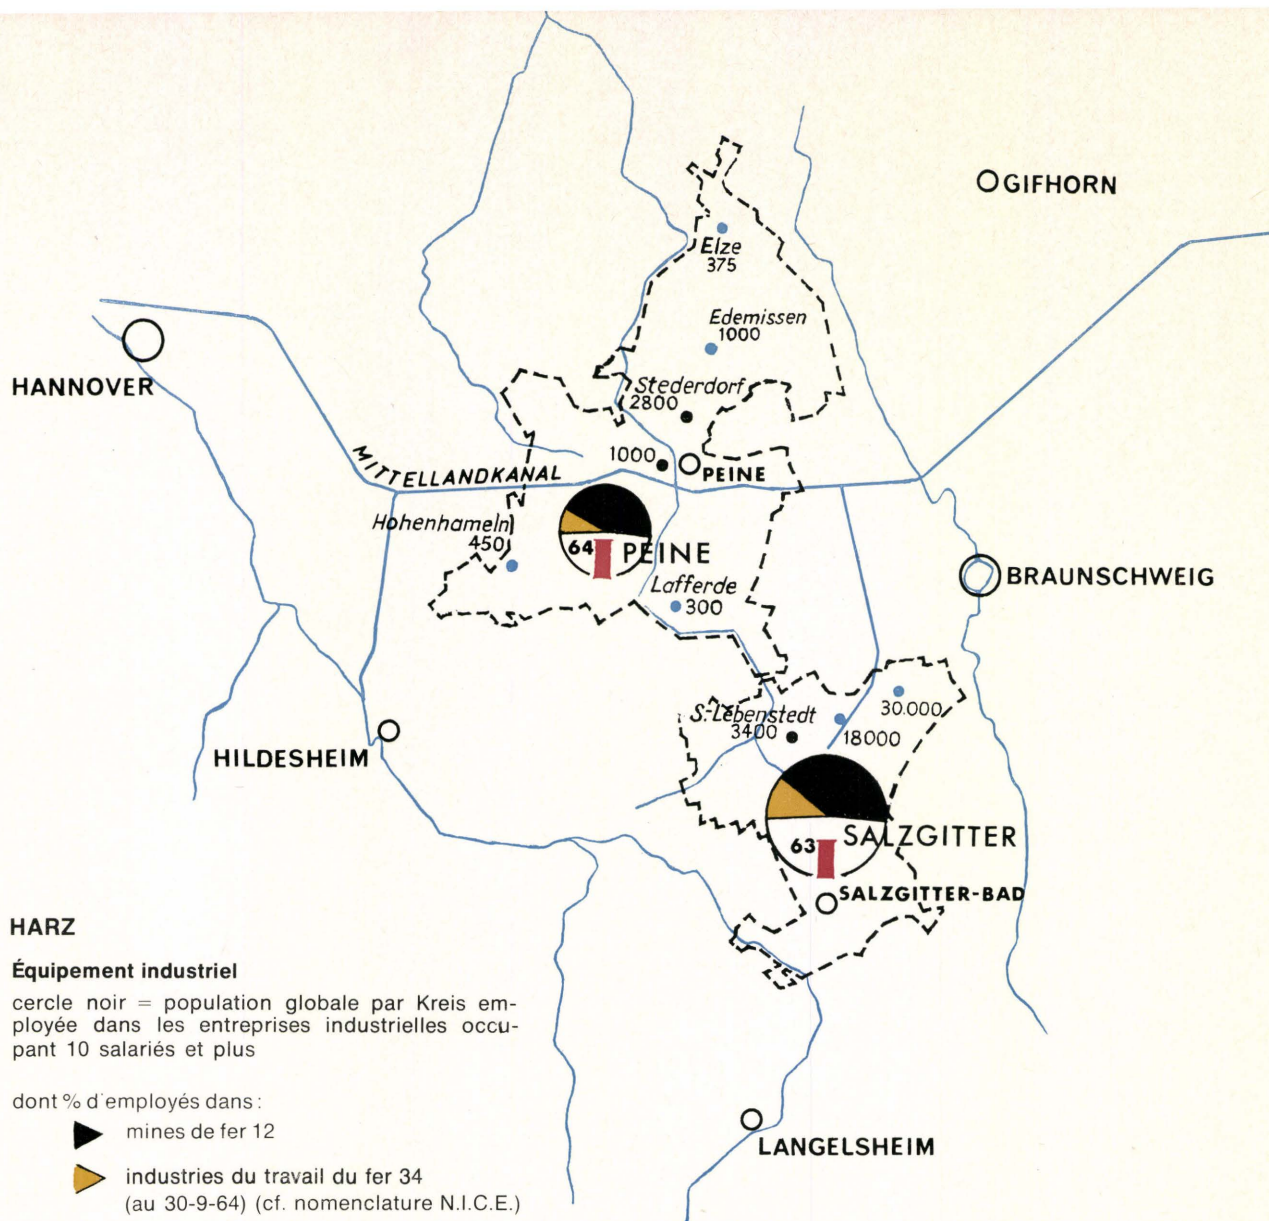 GIFHORN
Elze
375
Edemissen
1000
HANNOVER
Stederdorf
2800
MITTELLANDKANAL
1000
PEINE
Hohenhameln
450
64
PEINE
Lafferde
300
BRAUNSCHWEIG
S.-Lebenstedt
3400
30.000
18000
HILDESHEIM
63
SALZGITTER
SALZGITTER-BAD
HARZ
Équipement industriel
cercle noir = population globale par Kreis em-
ployée dans les entreprises industrielles occu-
pant 10 salariés et plus
dont % d'employés dans :
mines de fer 12
industries du travail du fer 34
(au 30-9-64) (cf. nomenclature N.I.C.E.)
LANGELSHEIM